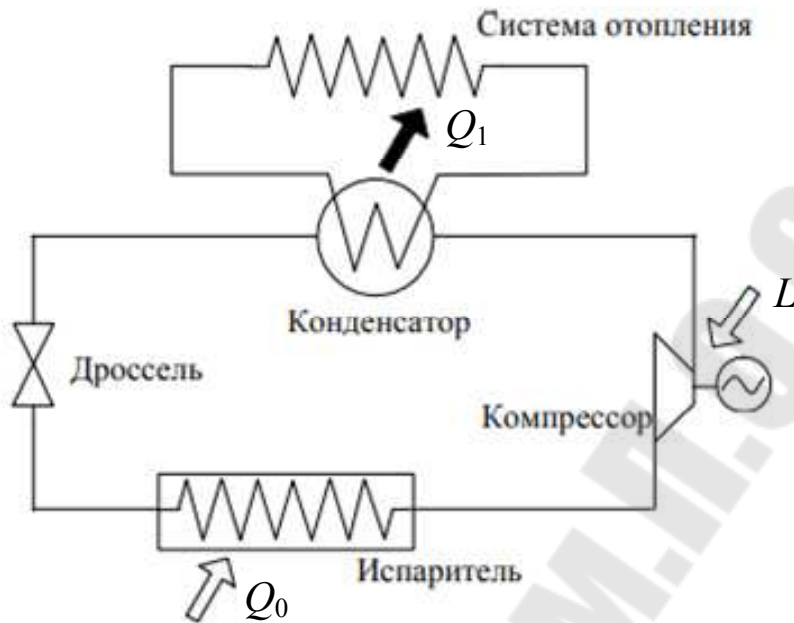 Система отопления
Q1
Конденсатор
L
Дроссель
Компрессор
Испаритель
Q0